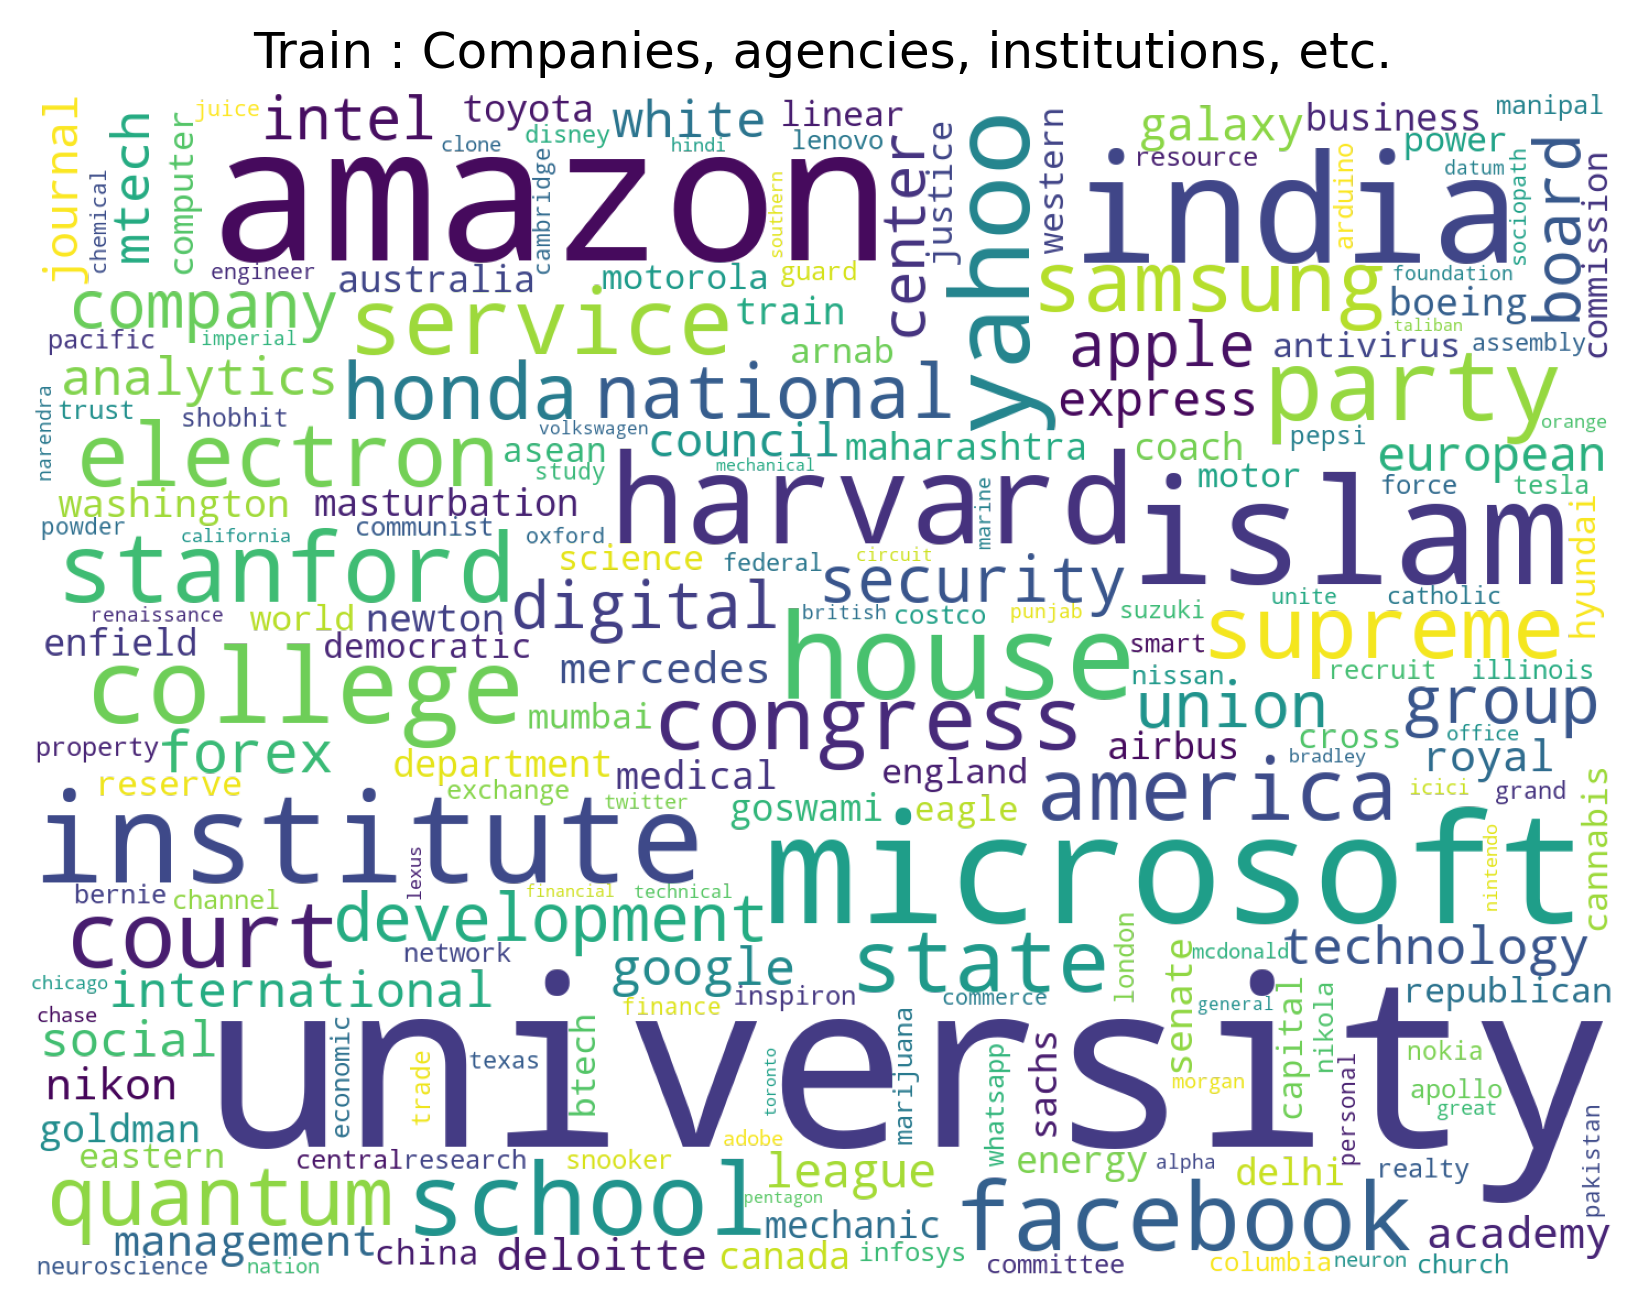 Train : Companies, agencies, institutions, etc.
journal
chemical
mtech
computer
juice
intel
toyota
clone
disney
white
hindi
linear
lenovo
amazon
cambridge
southern
center
justice
yahoo
western
galaxy
resource
business
power
manipal
datum
india
arduino
sociopath
board
commission
engineer
australia
motorola
guard
samsung
foundation
boeing
company
service
train
taliban
pacific
imperial
arnab
apple
antivirus
assembly
analytics
honda
national
express
party
narendra
trust
shobhit
volkswagen
orange
electron
asean
council
maharashtra
coach
pepsi
european
study
mechanical
motor
force
tesla
washington
masturbation
harvard
marine
islam
hyundai
powder
california
communist
oxford
science
federal
circuit
stanford
digital
security
renaissance
world
newton
british
costco
punjab
suzuki
unite
catholic
enfield
democratic
house
smart
supreme
college
mercedes
nissan
recruit
illinois
mumbai
congress
union
group
property
forex
department
medical
england
airbus
cross
bradley
office
royal
reserve
exchange
twitter
goswami
eagle
america
icici
grand
cannabis
institute
microsoft
nintendo
lexus
bernie
channel
financial
technical
court
development
network
google
state
london
senate
mcdonald
technology
chicago
international
finance
inspiron
commerce
general
capital
nikola
republican
chase
social
university
economic
trade
texas
btech
toronto
marijuana
whatsapp
sachs
morgan
personal
nokia
nikon
apollo
great
goldman
adobe
pakistan
eastern
central
research
snooker
league
energy
alpha
delhi
realty
quantum
school
pentagon
mechanic
facebook
academy
management
china
deloitte
canada
infosys
neuroscience
nation
committee
columbia
neuron
church